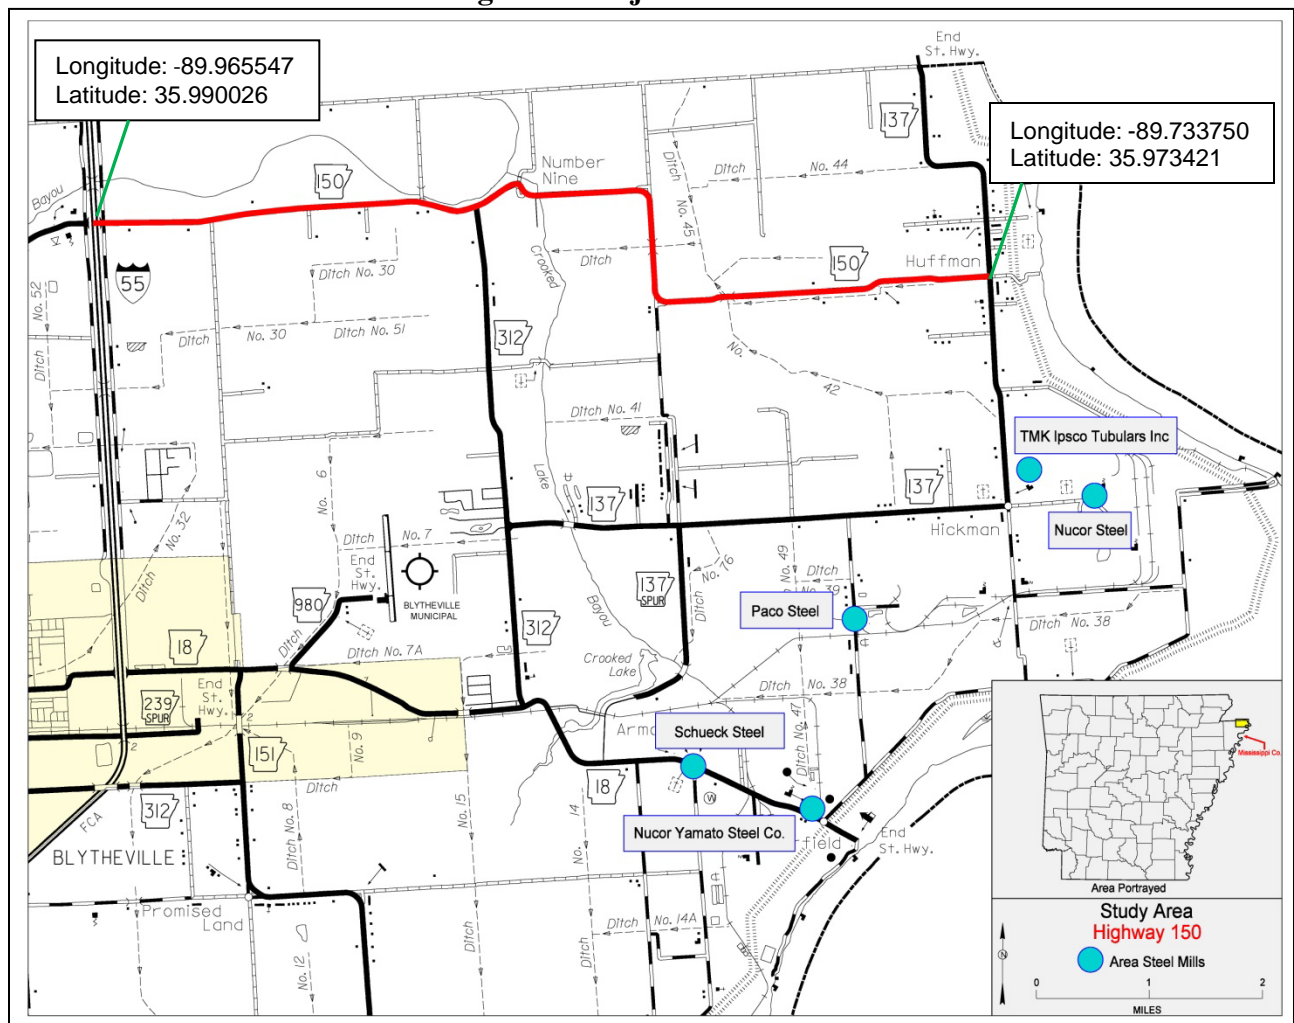 Longitude: -89.965547
Latitude: 35.990026
Longitude: -89.733750
Latitude: 35.973421
End
St. Hwy.
137
Number
Nine
Ditch
No. 44
150
Bayou
No. 45
Crooked
Ditch
Huffman
150
55
Ditch No. 30
No. 52
Ditch
Ditch
No. 30
Ditch No. 51
312
No.
42
Ditch No. 41
TMK Ipsco Tubulars Inc
No. 6
Lake
137
137
Nucor Steel
Hickman
No. 32
Ditch
Ditch
No. 7
End
St.
Hwy.
980
BLYTHEVILLE
MUNICIPAL
Ditch
137
SPUR
No. 76
Ditch
No. 49
Ditch
No. 39
Paco Steel
Bayou
312
Ditch
No. 38
18
Ditch No. 7A
Crooked
Lake
Ditch
No. 38
End
St.
Hwy.
239
SPUR
Schueck Steel
Ditch No. 47
151
No. 9
Ditch
312
FCA
BLYTHEVILLE
Ditch No. 8
No. 15
18
No. 14
W
Nucor Yamato Steel Co.
field
End
St. Hwy.
Promised
Land
No. 12
Ditch
Ditch
Ditch
Ditch
No. 14A
Mississippi Co.
Area Portrayed
Study Area
Highway 150
Area Steel Mills
0
1
2
MILES